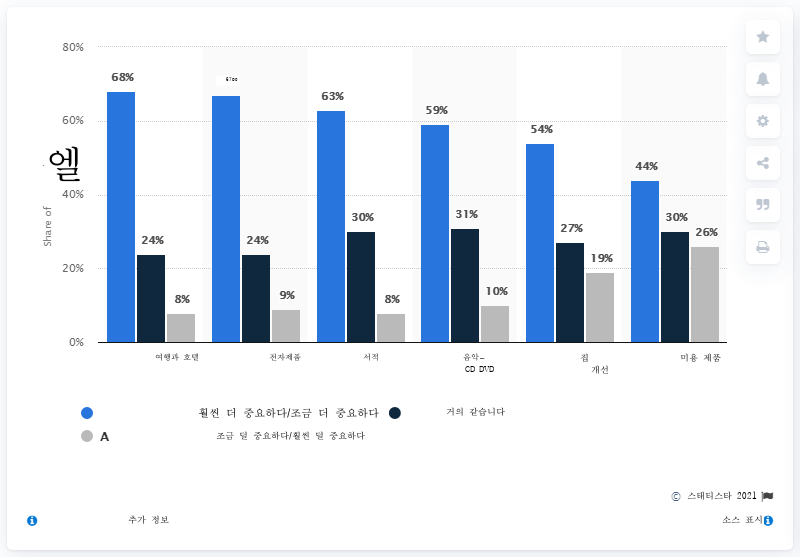 80%
68%
63%
60%
59%
54%
엘
44%
40%
Share of
24%
24%
30%
31%
27%
30%
26%
20%
8%
9%
8%
10%
19%
0%
여행과 호텔 전자제품 서적 음악– 집 미용 제품
CD DVD 개선
훨씬 더 중요하다/조금 더 중요하다 거의 같습니다
A 조금 덜 중요하다/훨씬 덜 중요하다
© 스태티스타 2021
추가 정보 소스 표시